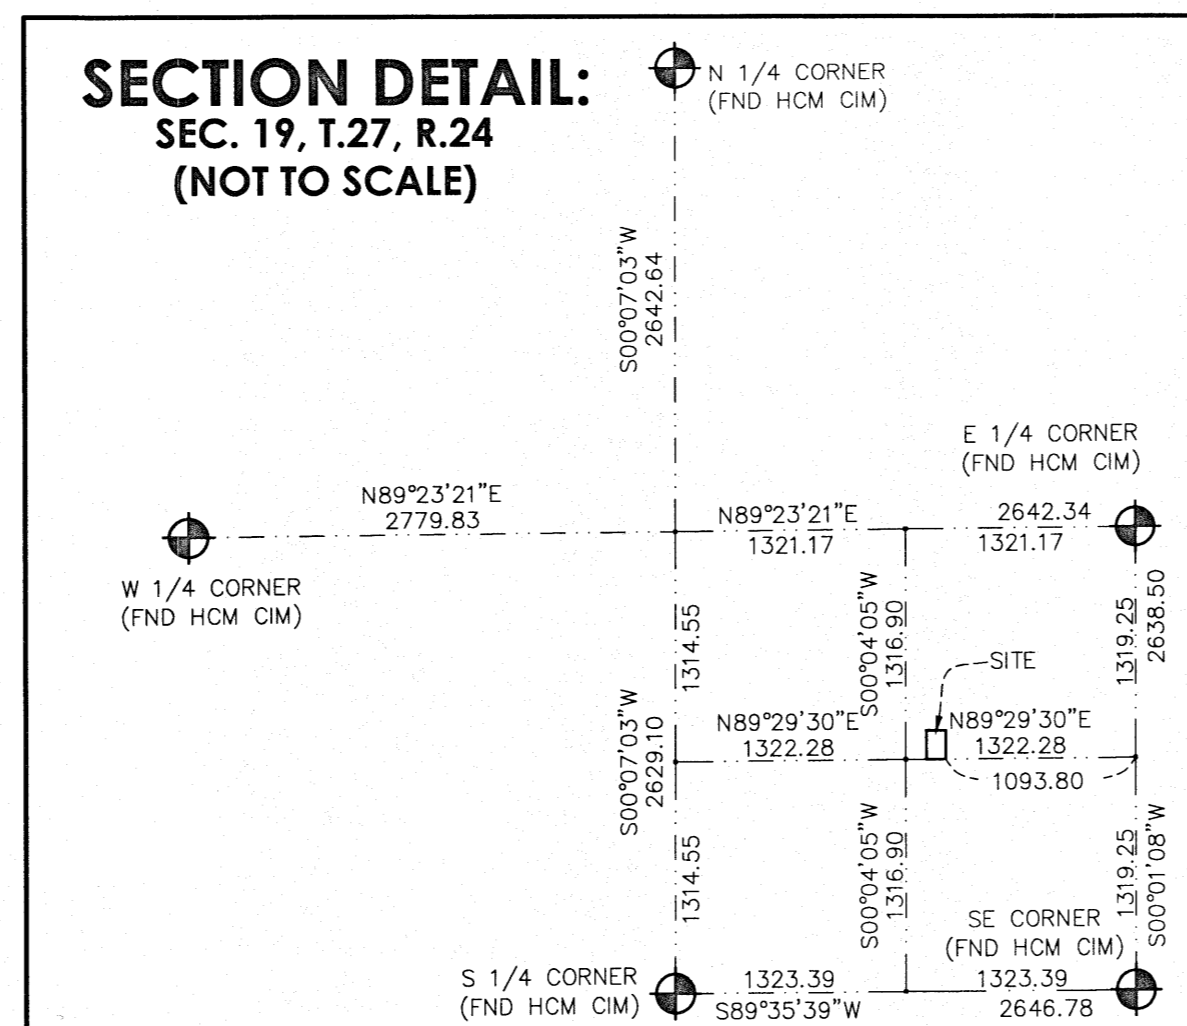 SECTION DETAIL:
SEC. 19, T.27, R.24
(NOT TO SCALE)
N 1/4 CORNER
(FND HCM CIM)
S00°07'03"W
2642.64
E 1/4 CORNER
(FND HCM CIM)
N89°23'21"E
2779.83
N89°23'21"E
1321.17
2642.34
1321.17
W 1/4 CORNER
(FND HCM CIM)
1314.55
S00°04'05"W
1316.90
1319.25
2638.50
SITE
S00°07'03"W
2629.10
N89°29'30"E
1322.28
N89°29'30"E
1322.28
1093.80
1314.55
S00°04'05"W
1316.90
1319.25
S00°01'08"W
SE CORNER
(FND HCM CIM)
S 1/4 CORNER
(FND HCM CIM)
1323.39
S89°35'39"W
1323.39
2646.78